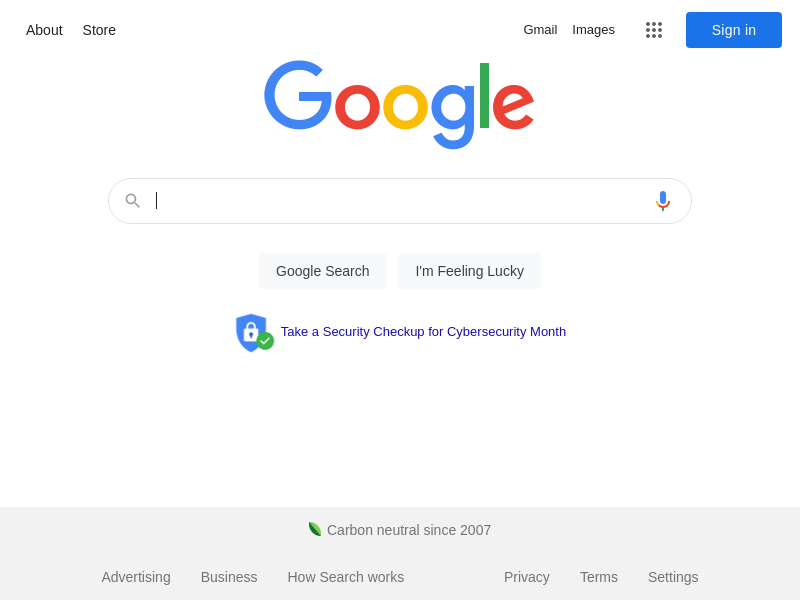 About Store Gmail Images Sign in
Google
Google Search I'm Feeling Lucky
Take a Security Checkup for Cybersecurity Month
Carbon neutral since 2007
Advertising Business How Search works Privacy Terms Settings